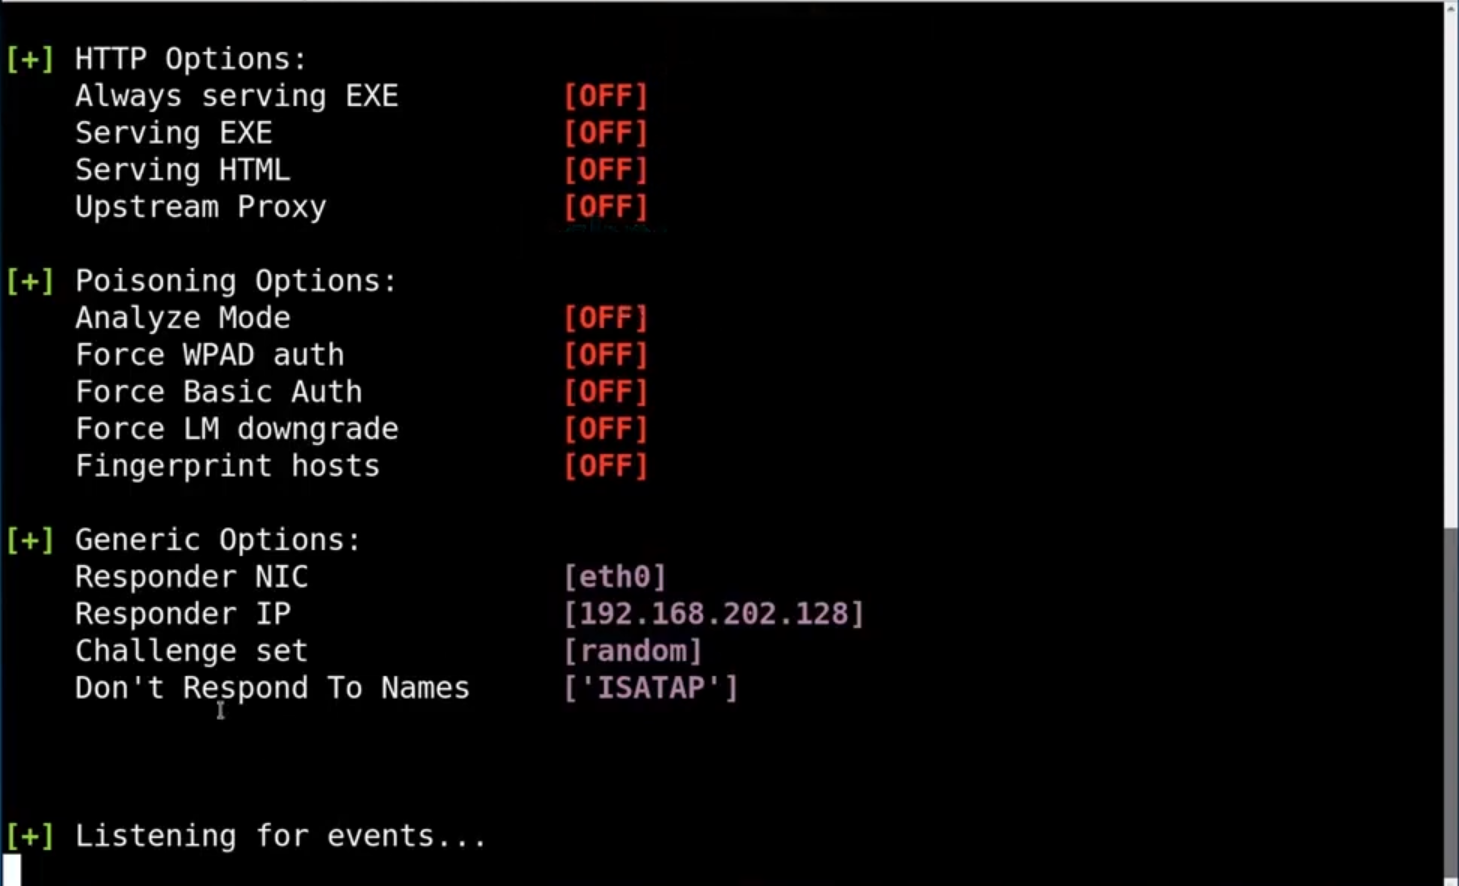 [+] HTTP Options:
Always serving EXE [OFF]
Serving EXE [OFF]
Serving HTML [OFF]
Upstream Proxy [OFF]
[+] Poisoning Options:
Analyze Mode [OFF]
Force WPAD auth [OFF]
Force Basic Auth [OFF]
Force LM downgrade [OFF]
Fingerprint hosts [OFF]
[+] Generic Options:
Responder NIC [eth0]
Responder IP [192.168.202.128]
Challenge set [random]
Don't Respond To Names ['ISATAP']
[+] Listening for events...